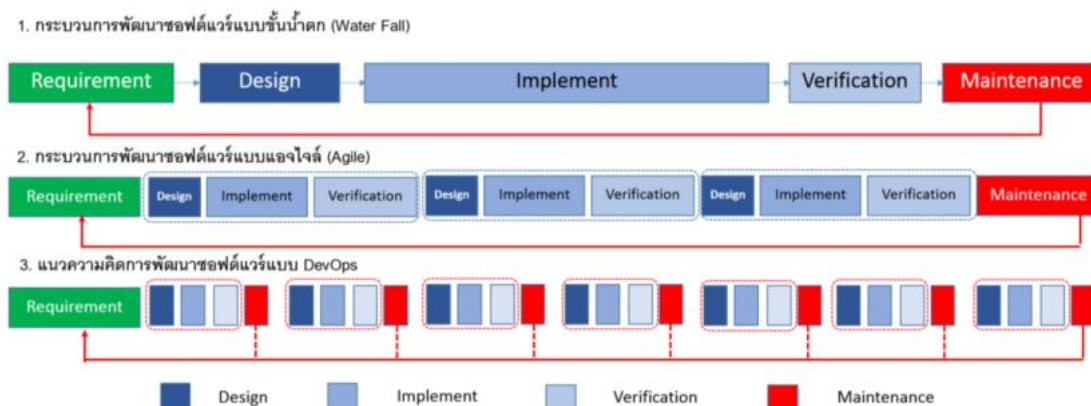 1. กระบวนการพัฒนาซอฟต์แวร์แบบขั้นน้ำตก (Water Fall)
Requirement Design Implement Verification Maintenance
2. กระบวนการพัฒนาซอฟต์แวร์แบบแอจไจล์ (Agile)
Requirement Design Implement Verification Design Implement Verification Design Implement Verification Maintenance
3. แนวความคิดการพัฒนาซอฟต์แวร์แบบ DevOps
Requirement
Design Implement Verification Maintenance